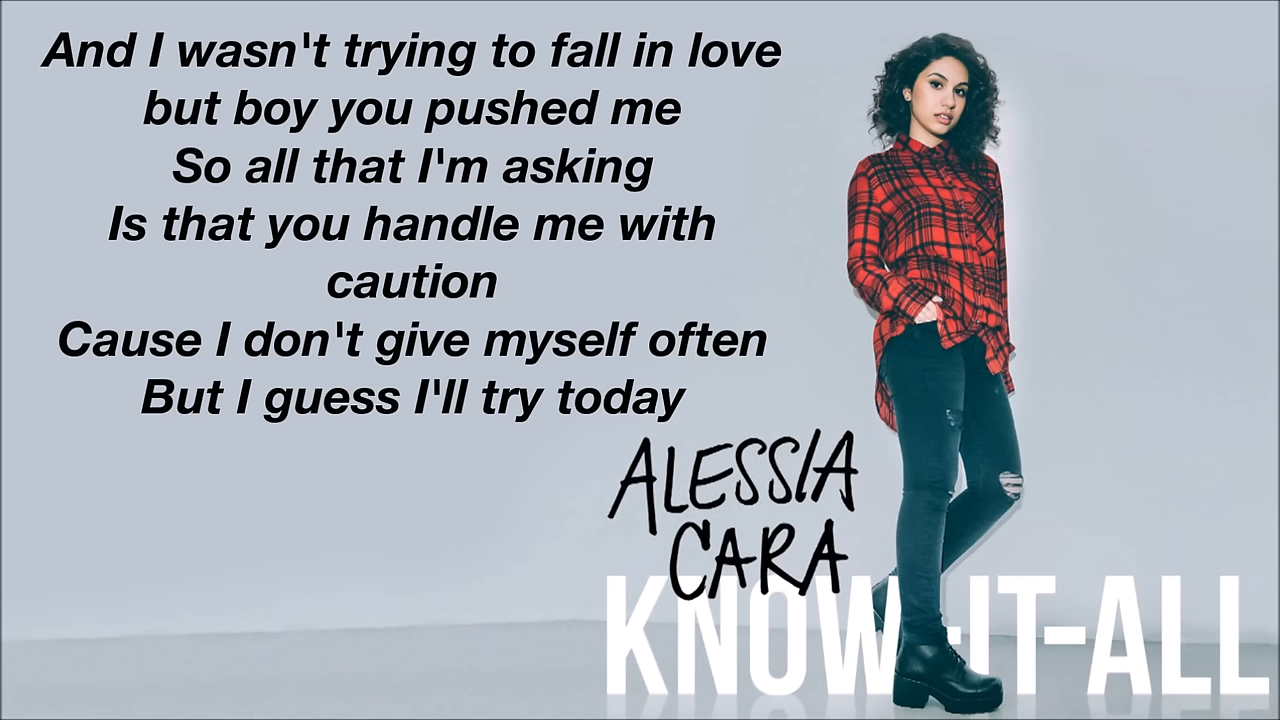 And I wasn't trying to fall in love
but boy you pushed me
So all that I'm asking
Is that you handle me with
caution
Cause I don't give myself often
But I guess I'll try today
ALESSIA
CARA
KNOW-IT-ALL